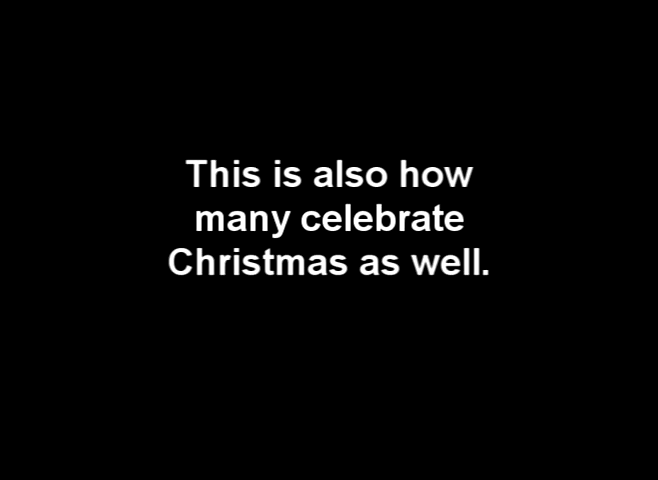 This is also how
many celebrate
Christmas as well.